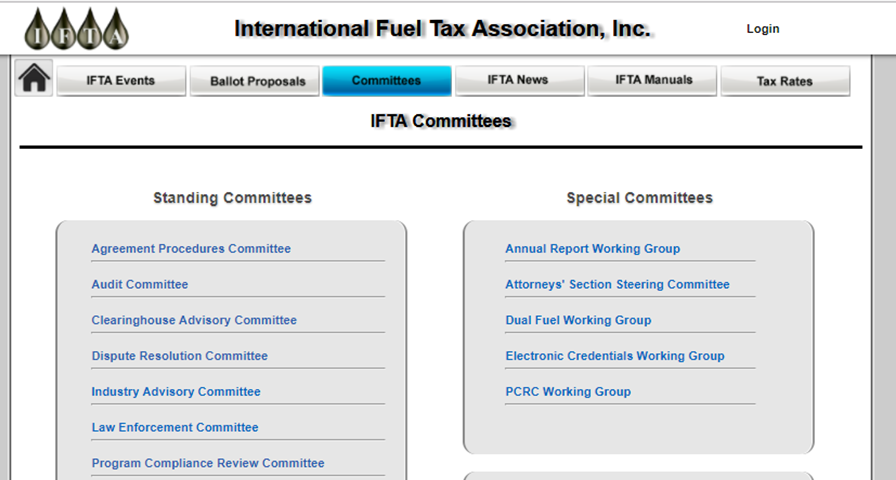 IFTA
International Fuel Tax Association, Inc.
Login
IFTA Events
Ballot Proposals
Committees
IFTA News
IFTA Manuals
Tax Rates
IFTA Committees
Standing Committees
Agreement Procedures Committee
Audit Committee
Clearinghouse Advisory Committee
Dispute Resolution Committee
Industry Advisory Committee
Law Enforcement Committee
Program Compliance Review Committee
Special Committees
Annual Report Working Group
Attorneys' Section Steering Committee
Dual Fuel Working Group
Electronic Credentials Working Group
PCRC Working Group